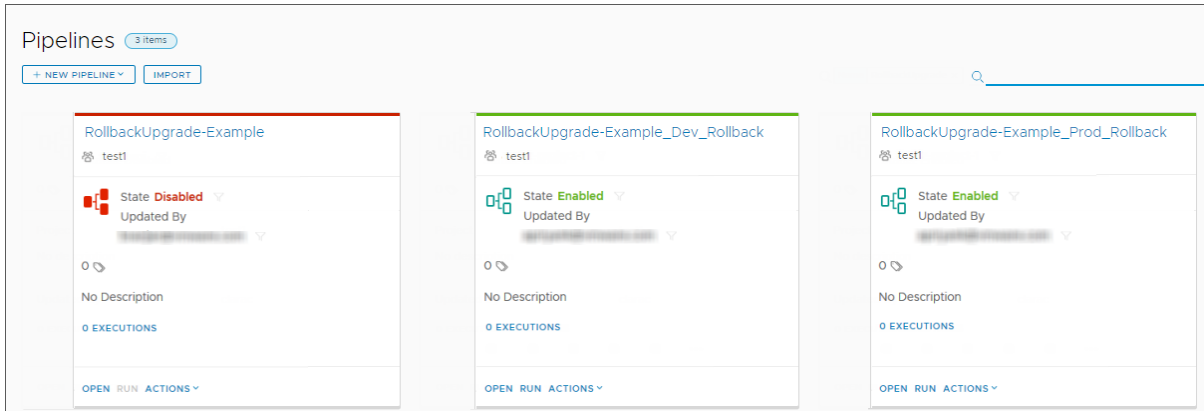 Pipelines 3 items
+ NEW PIPELINE IMPORT
RollbackUpgrade-Example
test1
State Disabled
Updated By
0
No Description
0 EXECUTIONS
OPEN RUN ACTIONS
RollbackUpgrade-Example_Dev_Rollback
test1
State Enabled
Updated By
0
No Description
0 EXECUTIONS
OPEN RUN ACTIONS
RollbackUpgrade-Example_Prod_Rollback
test1
State Enabled
Updated By
0
No Description
0 EXECUTIONS
OPEN RUN ACTIONS